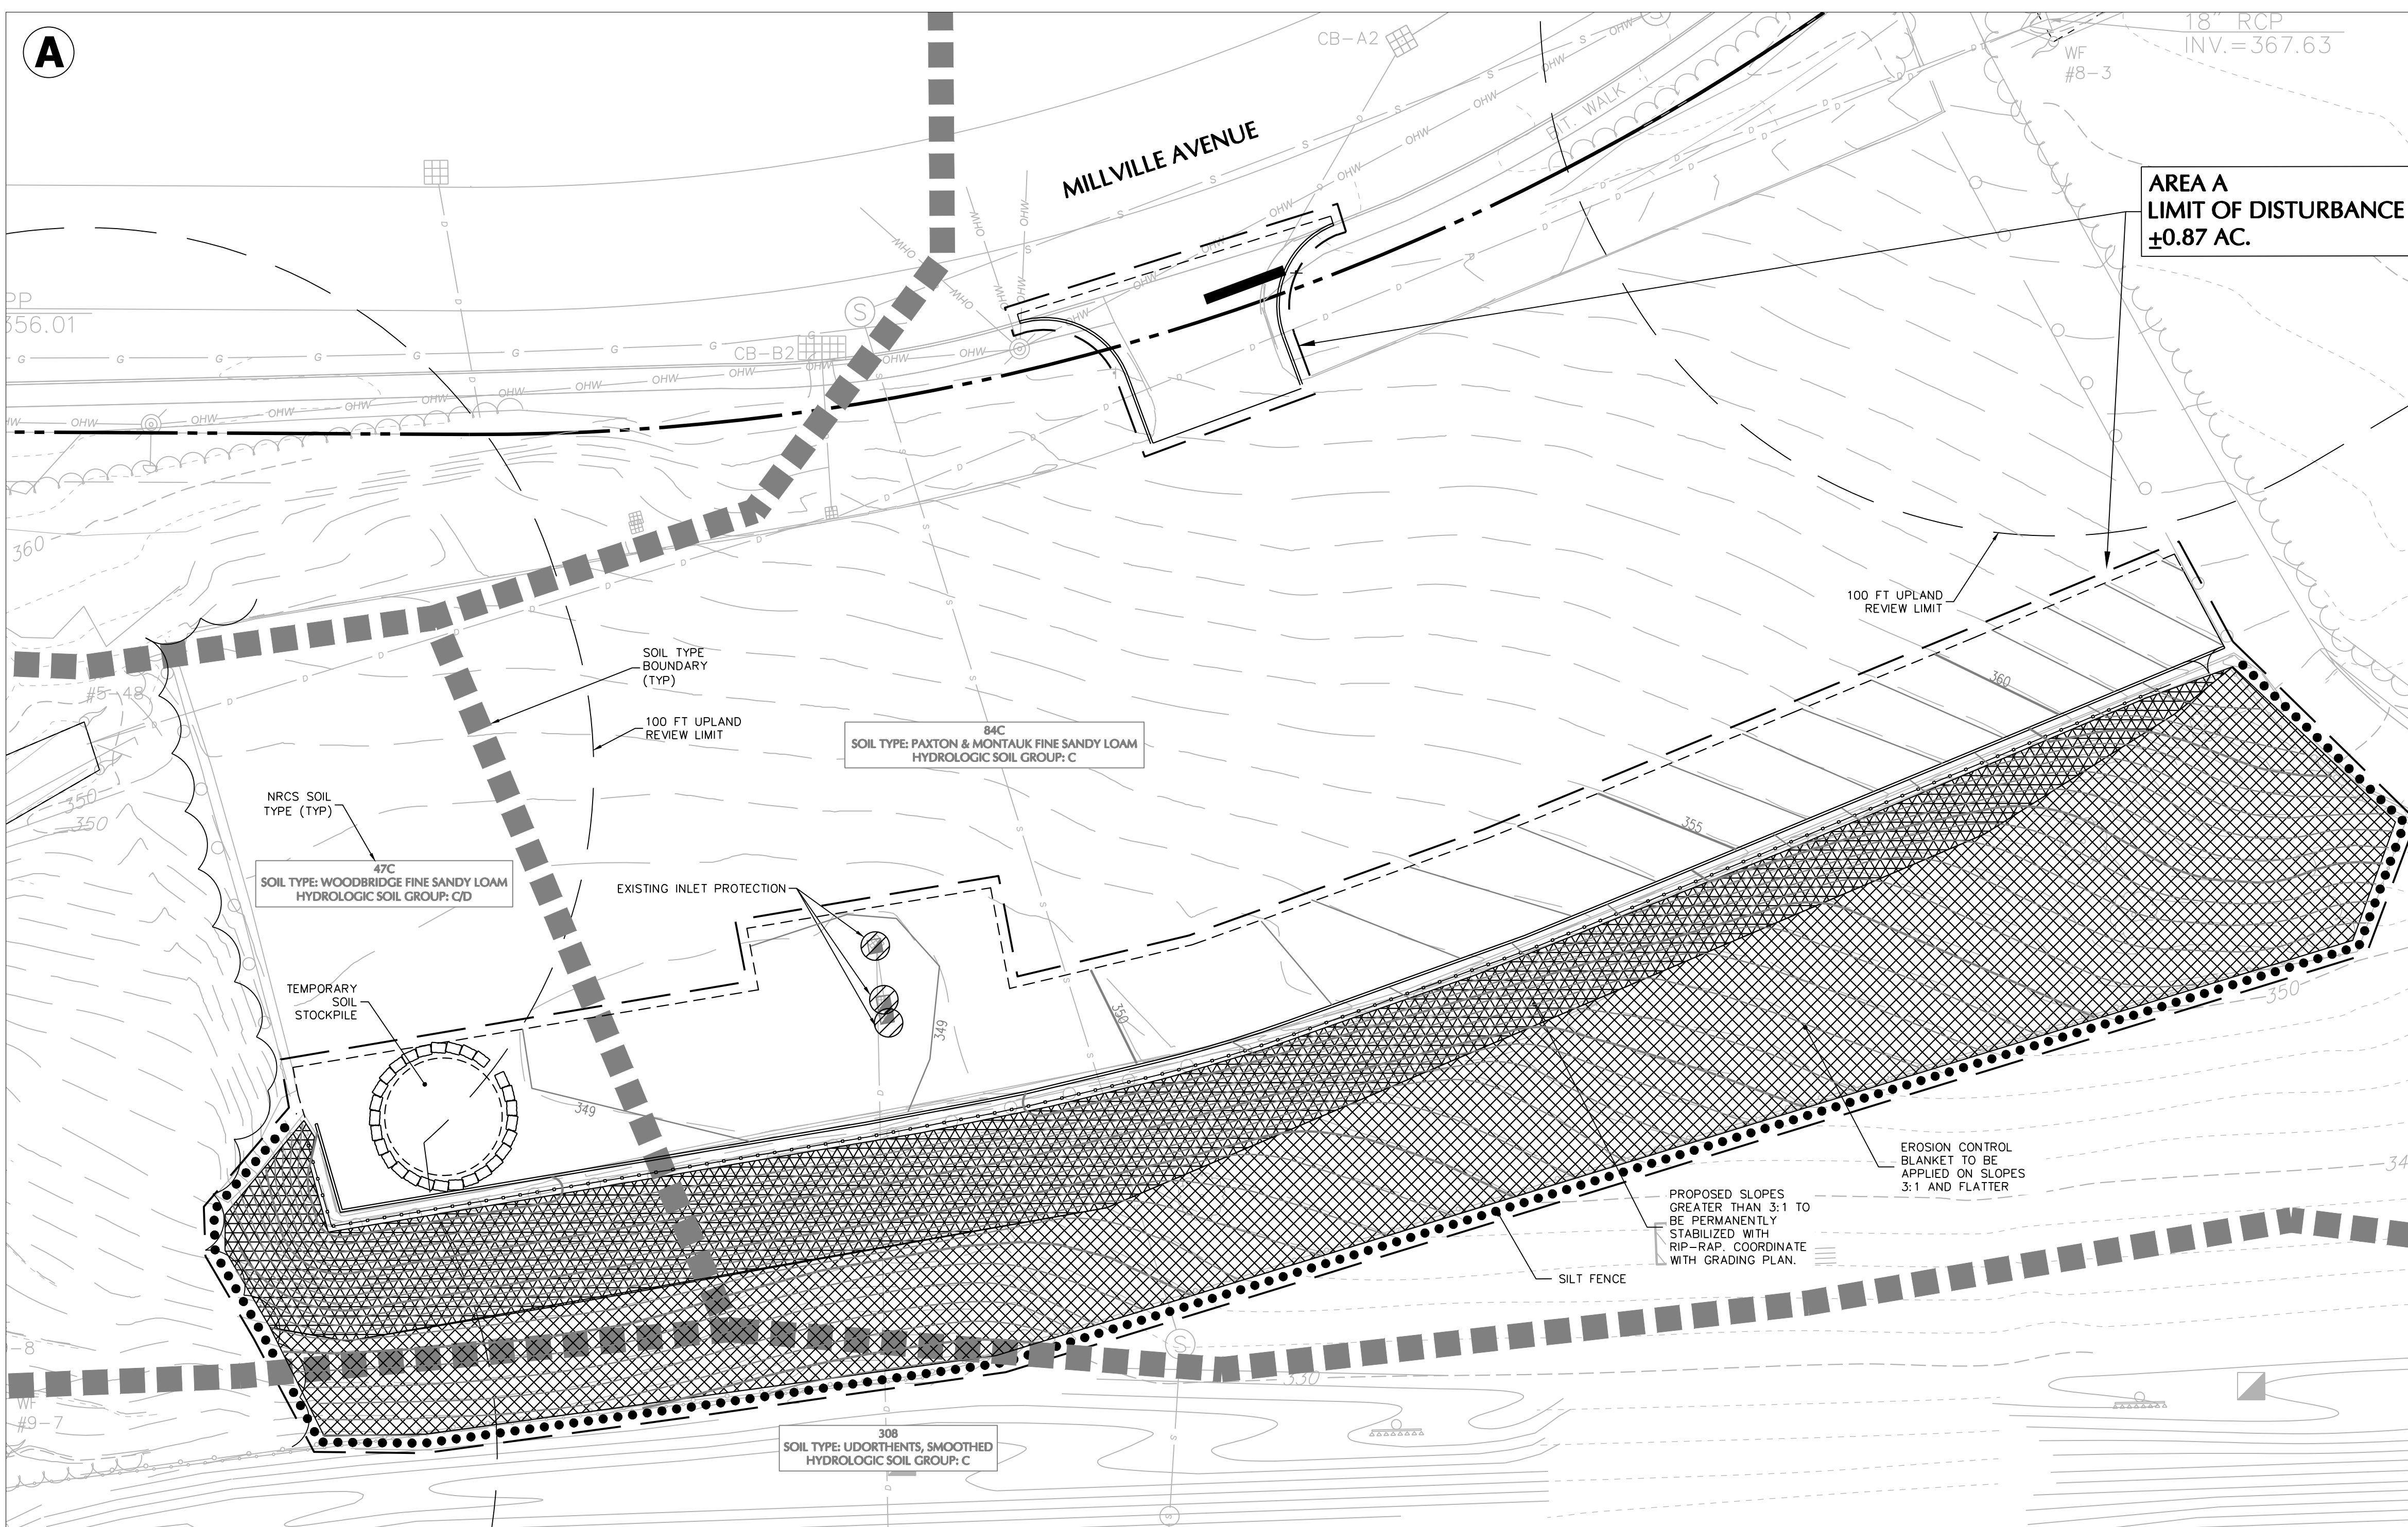 A
CB-A2
18" RCP
INV.=367.63
WF
#8-3
BIT. WALK
MILLVILLE AVENUE
AREA A
LIMIT OF DISTURBANCE
±0.87 AC.
356.01
CB-B2
360
SOIL TYPE
BOUNDARY
(TYP)
100 FT UPLAND
REVIEW LIMIT
100 FT UPLAND
REVIEW LIMIT
#5-48
360
84C
SOIL TYPE: PAXTON & MONTAUK FINE SANDY LOAM
HYDROLOGIC SOIL GROUP: C
NRCS SOIL
TYPE (TYP)
350
350
355
47C
SOIL TYPE: WOODBRIDGE FINE SANDY LOAM
HYDROLOGIC SOIL GROUP: C/D
EXISTING INLET PROTECTION
TEMPORARY
SOIL
STOCKPILE
349
350
350
349
EROSION CONTROL
BLANKET TO BE
APPLIED ON SLOPES
3:1 AND FLATTER
PROPOSED SLOPES
GREATER THAN 3:1 TO
BE PERMANENTLY
STABILIZED WITH
RIP-RAP. COORDINATE
WITH GRADING PLAN.
SILT FENCE
330
WF
#9-7
308
SOIL TYPE: UDORTHENTS, SMOOTHED
HYDROLOGIC SOIL GROUP: C